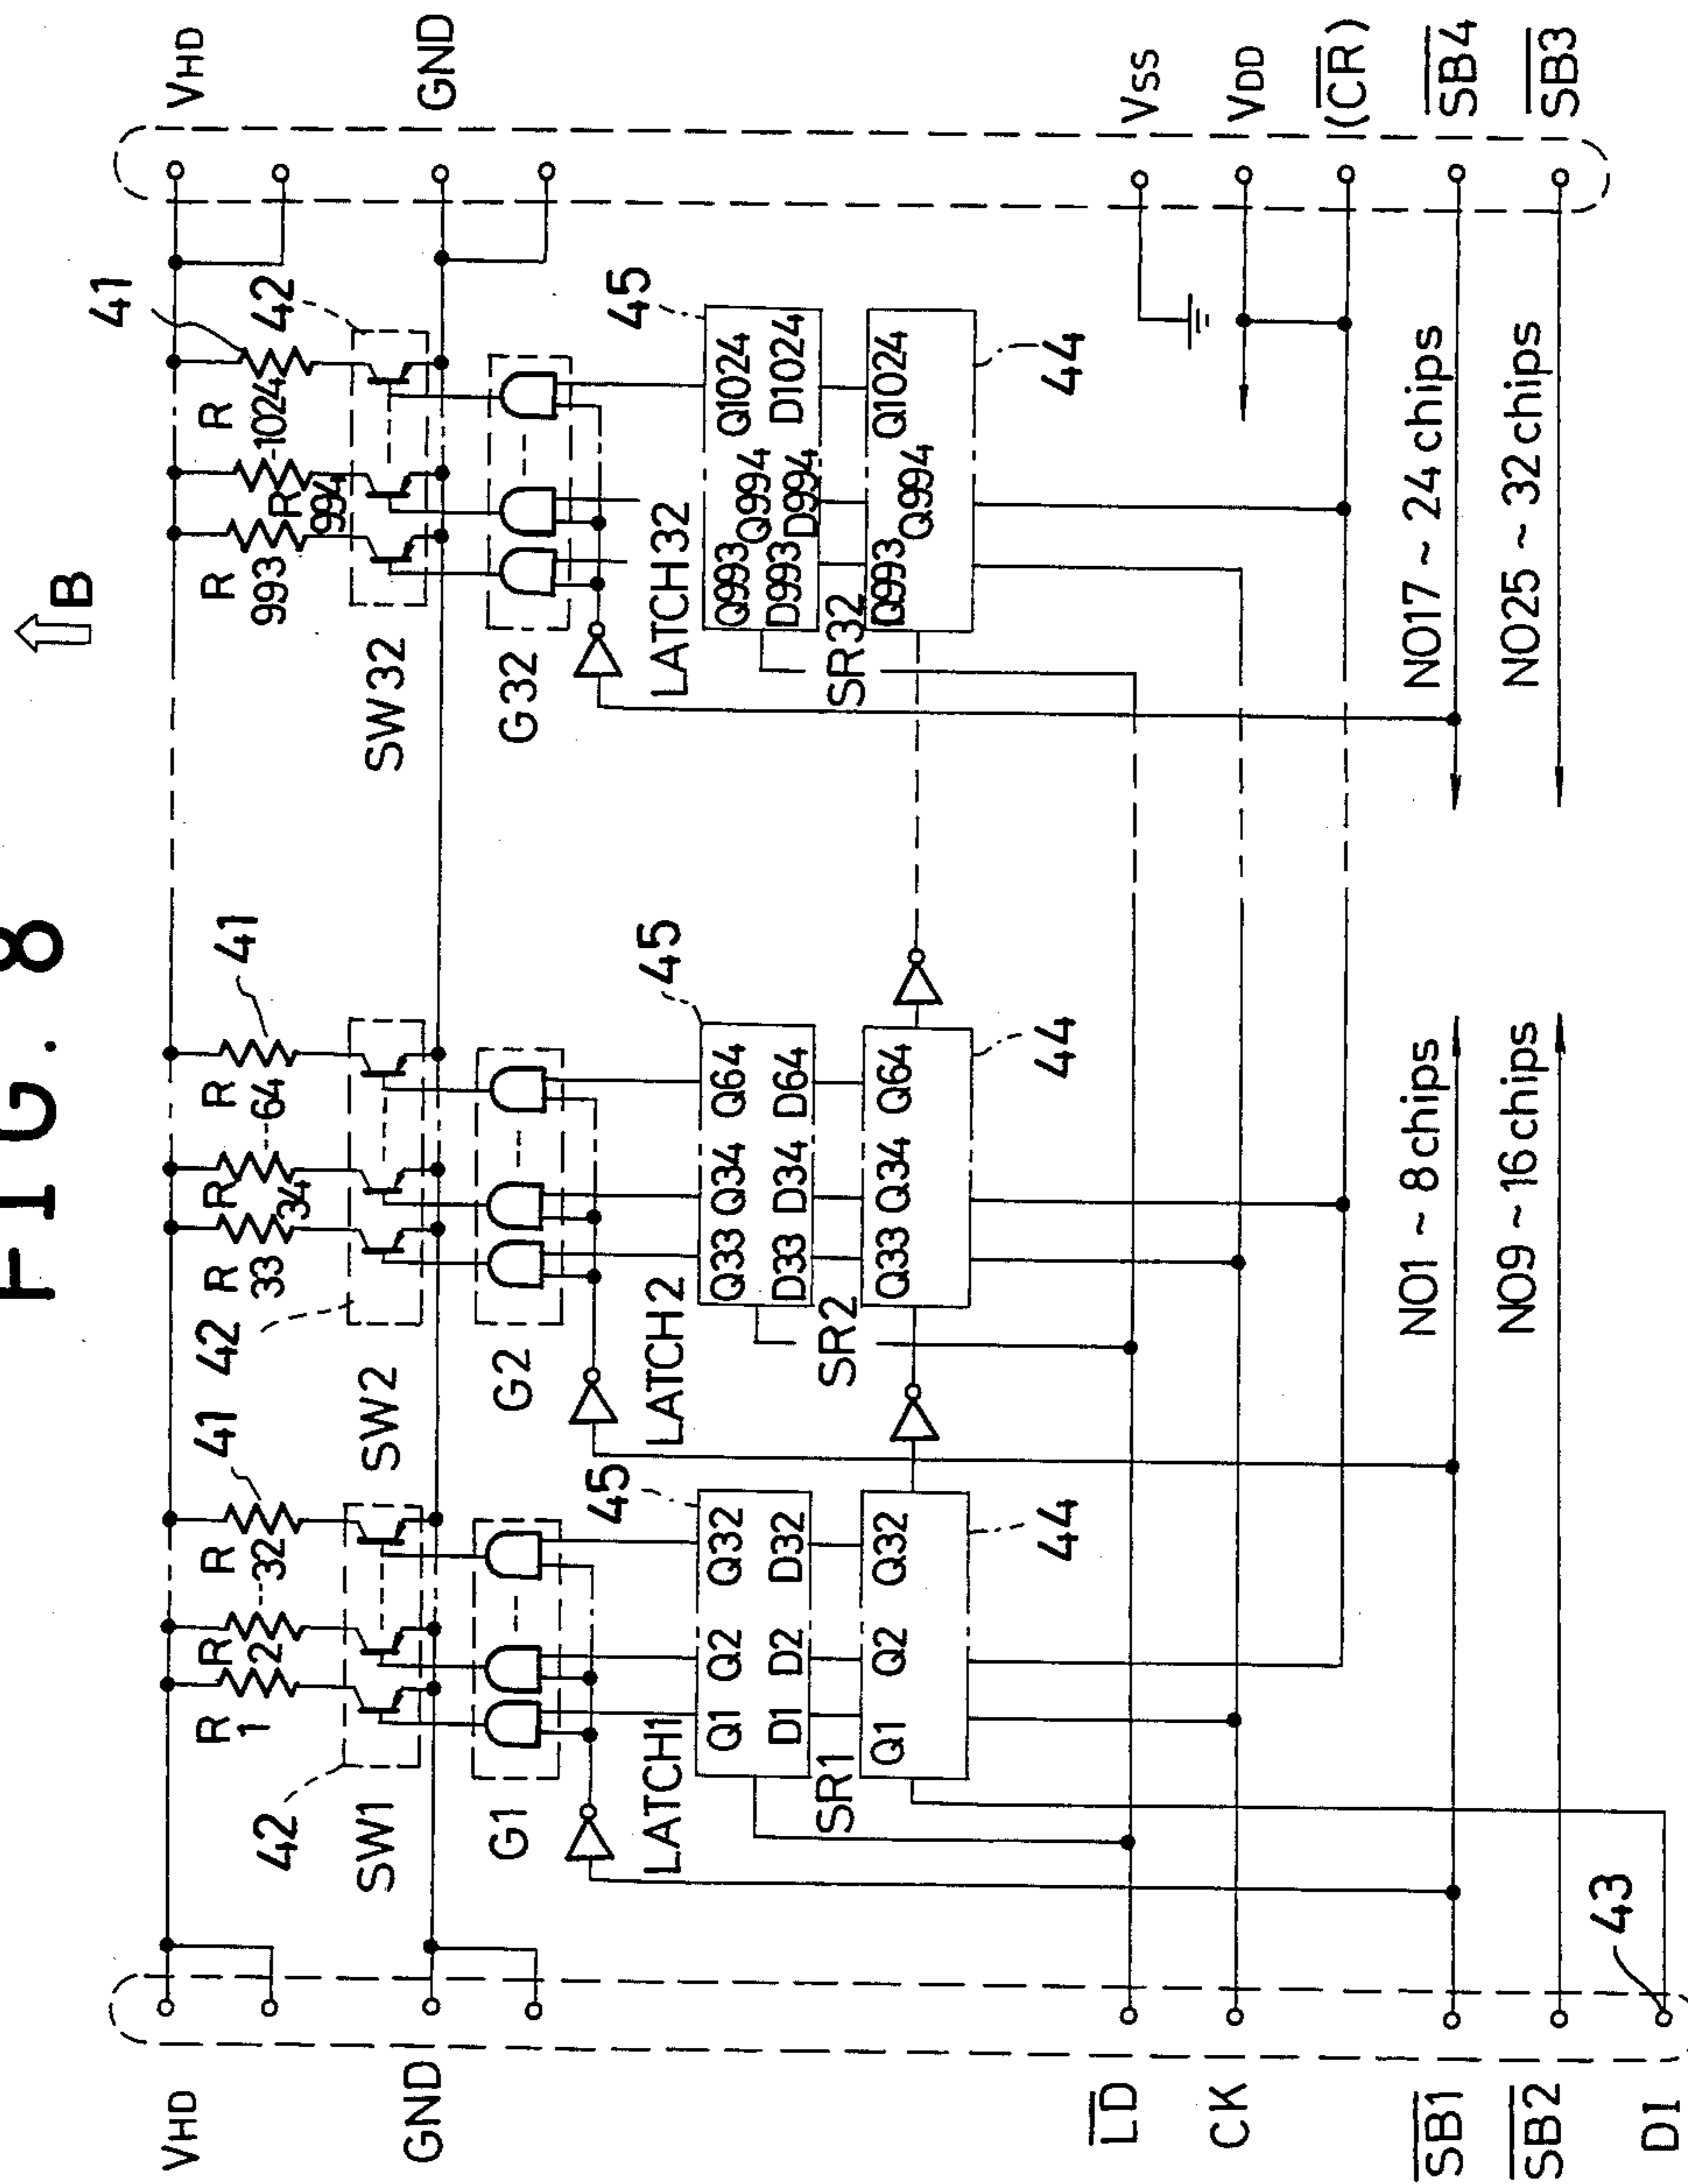 FIG. 8
B
VHD
GND
VHD
GND
R 1
R 2
R 32
41
R 33
R 34
R 64
41
R 993
R 994
R 1024
41
42
SW1
42
SW2
SW32
42
G1
G2
G32
LATCH1
45
Q1 Q2 Q32
D1 D2 D32
LATCH2
45
Q33 Q34 Q64
D33 D34 D64
LATCH32
45
Q993 Q994 Q1024
D993 D994 D1024
SR1
Q1 Q2 Q32
44
SR2
Q33 Q34 Q64
44
SR32
Q993 Q994 Q1024
44
LD
CK
SB1
SB2
DI
43
NO1 ~ 8 chips
NO9 ~ 16 chips
NO17 ~ 24 chips
NO25 ~ 32 chips
VSS
VDD
(CR)
SB4
SB3